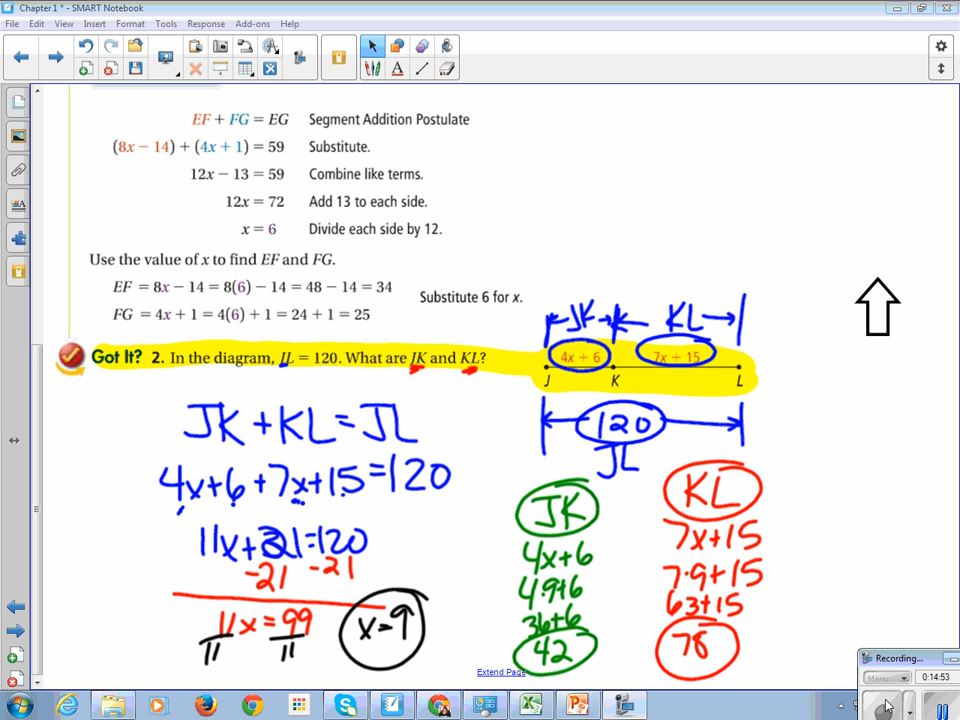 Chapter 1 * - SMART Notebook
File Edit View Insert Format Tools Response Add-ons Help
EF + FG = EG Segment Addition Postulate
(8x − 14) + (4x + 1) = 59 Substitute.
12x − 13 = 59 Combine like terms.
12x = 72 Add 13 to each side.
x = 6 Divide each side by 12.
Use the value of x to find EF and FG.
EF = 8x − 14 = 8(6) − 14 = 48 − 14 = 34
Substitute 6 for x.
FG = 4x + 1 = 4(6) + 1 = 24 + 1 = 25
JK KL
Got It? 2. In the diagram, JL = 120. What are JK and KL?
4x + 6 7x + 15
J K L
120
JL
JK + KL = JL
4x+6+7x+15=120
11x+21=120
-21 -21
11x = 99
11 11
x=9
JK
4x+6
4·9+6
36+6
42
KL
7x+15
7·9+15
63+15
78
Extend Page
Recording...
Menu 0:14:53